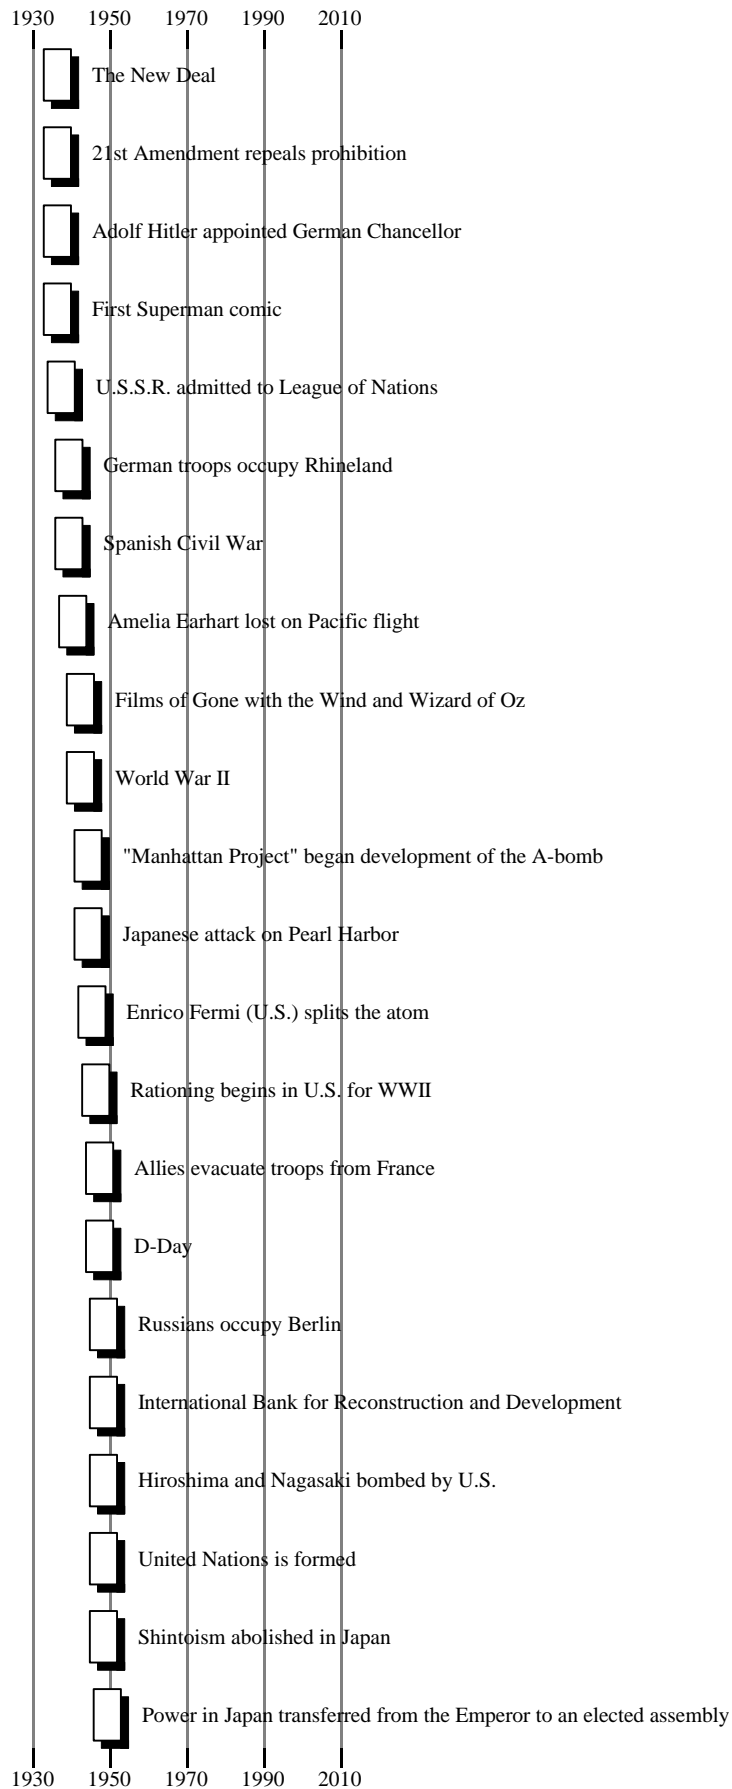 1930 1950 1970 1990 2010
The New Deal
21st Amendment repeals prohibition
Adolf Hitler appointed German Chancellor
First Superman comic
U.S.S.R. admitted to League of Nations
German troops occupy Rhineland
Spanish Civil War
Amelia Earhart lost on Pacific flight
Films of Gone with the Wind and Wizard of Oz
World War II
"Manhattan Project" began development of the A-bomb
Japanese attack on Pearl Harbor
Enrico Fermi (U.S.) splits the atom
Rationing begins in U.S. for WWII
Allies evacuate troops from France
D-Day
Russians occupy Berlin
International Bank for Reconstruction and Development
Hiroshima and Nagasaki bombed by U.S.
United Nations is formed
Shintoism abolished in Japan
Power in Japan transferred from the Emperor to an elected assembly
1930 1950 1970 1990 2010